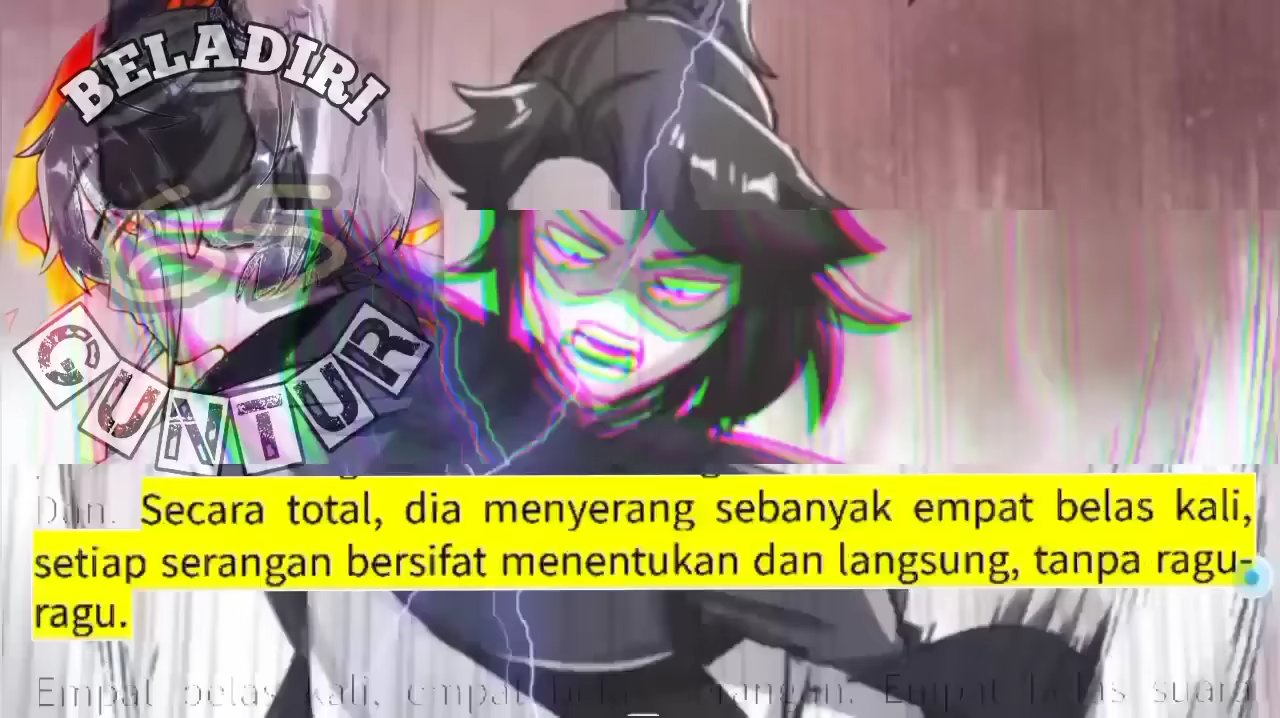 BELADIRI
65
GUNTUR
Dan. Secara total, dia menyerang sebanyak empat belas kali,
setiap serangan bersifat menentukan dan langsung, tanpa ragu-
ragu.
Empat belas kali, empat belas serangan. Empat belas suara